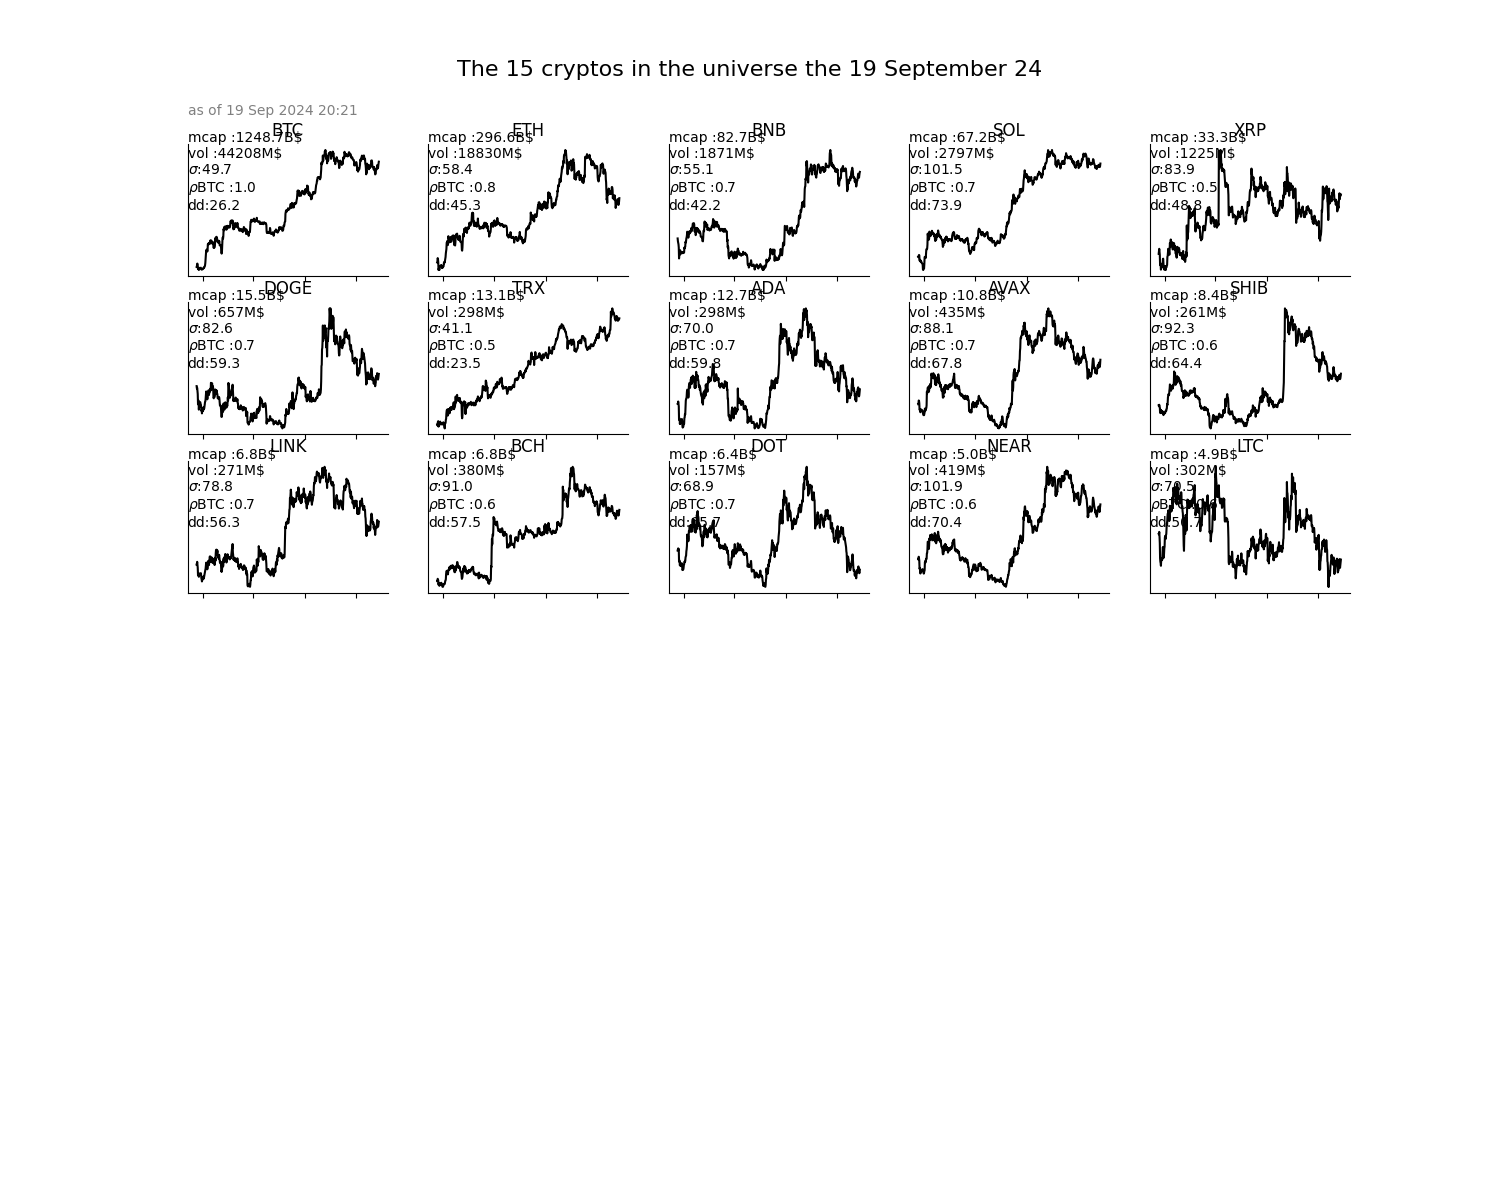 The 15 cryptos in the universe the 19 September 24
as of 19 Sep 2024 20:21
BTC
mcap :1248.7B$
vol :44208M$
σ:49.7
ρBTC :1.0
dd:26.2
ETH
mcap :296.6B$
vol :18830M$
σ:58.4
ρBTC :0.8
dd:45.3
BNB
mcap :82.7B$
vol :1871M$
σ:55.1
ρBTC :0.7
dd:42.2
SOL
mcap :67.2B$
vol :2797M$
σ:101.5
ρBTC :0.7
dd:73.9
XRP
mcap :33.3B$
vol :1225M$
σ:83.9
ρBTC :0.5
dd:48.8
DOGE
mcap :15.5B$
vol :657M$
σ:82.6
ρBTC :0.7
dd:59.3
TRX
mcap :13.1B$
vol :298M$
σ:41.1
ρBTC :0.5
dd:23.5
ADA
mcap :12.7B$
vol :298M$
σ:70.0
ρBTC :0.7
dd:59.8
AVAX
mcap :10.8B$
vol :435M$
σ:88.1
ρBTC :0.7
dd:67.8
SHIB
mcap :8.4B$
vol :261M$
σ:92.3
ρBTC :0.6
dd:64.4
LINK
mcap :6.8B$
vol :271M$
σ:78.8
ρBTC :0.7
dd:56.3
BCH
mcap :6.8B$
vol :380M$
σ:91.0
ρBTC :0.6
dd:57.5
DOT
mcap :6.4B$
vol :157M$
σ:68.9
ρBTC :0.7
NEAR
mcap :5.0B$
vol :419M$
σ:101.9
ρBTC :0.6
dd:70.4
LTC
mcap :4.9B$
vol :302M$